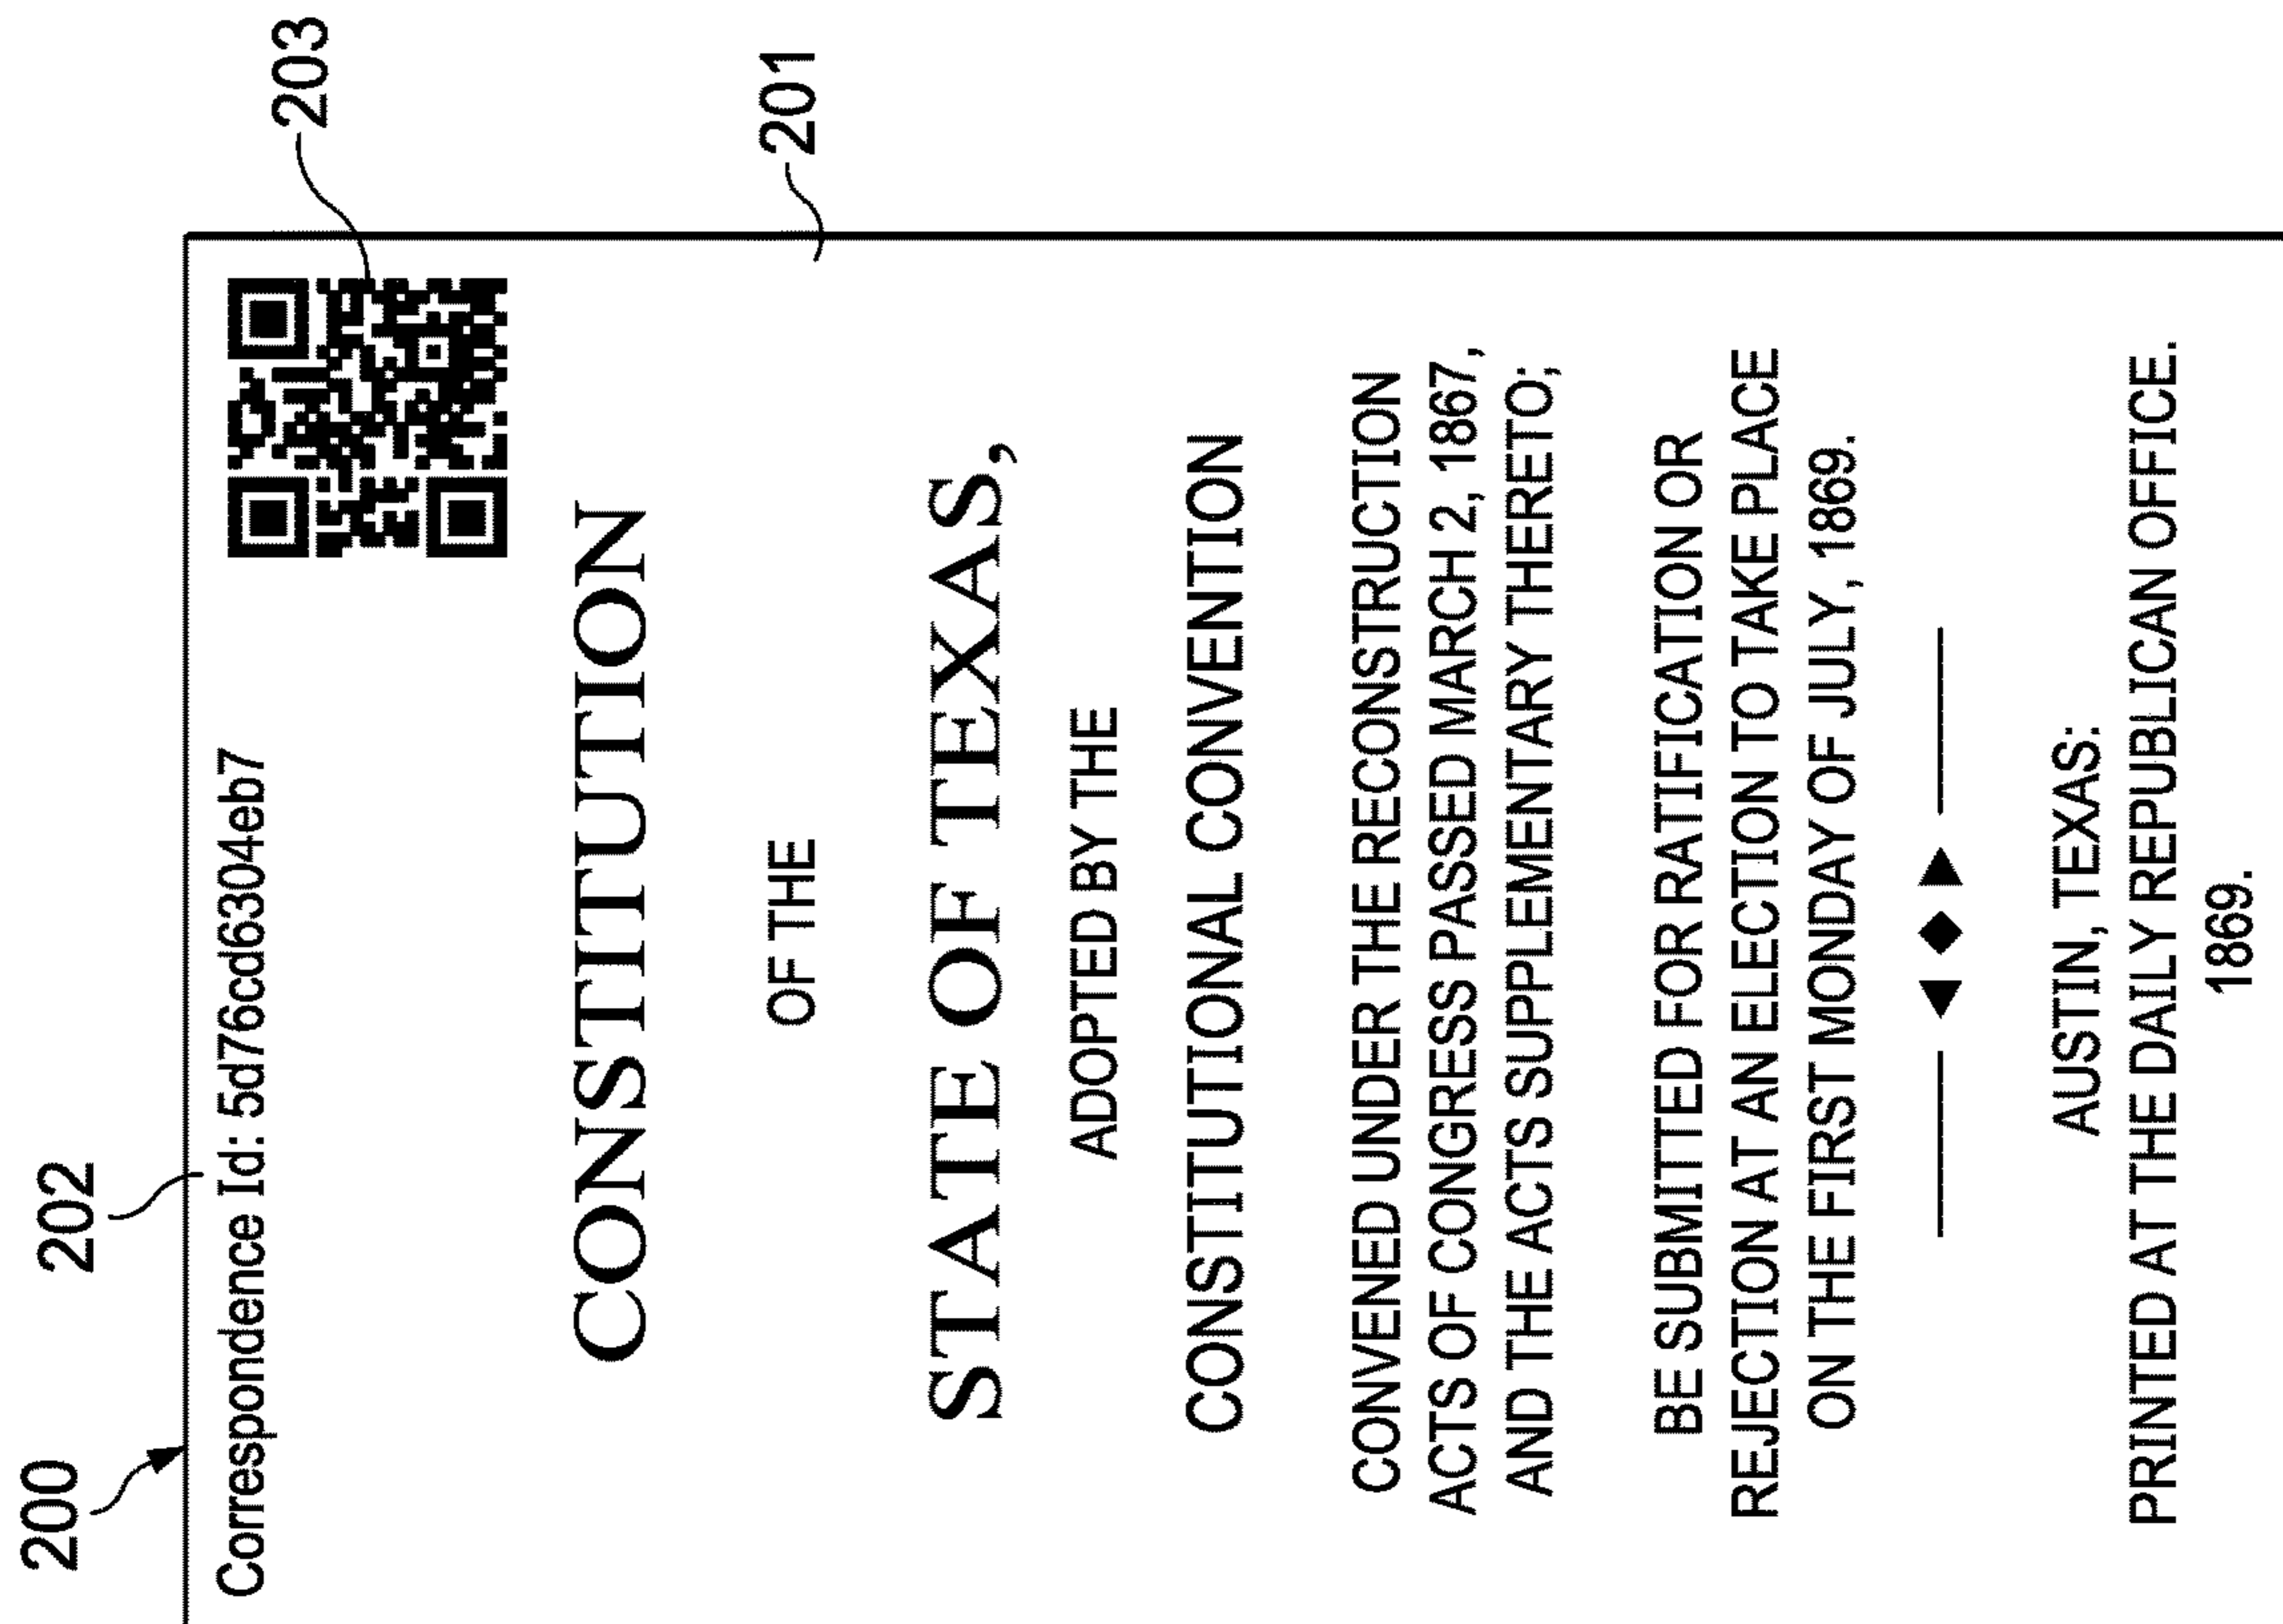 200
202
203
201
Correspondence Id: 5d76cd6304eb7
CONSTITUTION
OF THE
STATE OF TEXAS,
ADOPTED BY THE
CONSTITUTIONAL CONVENTION
CONVENED UNDER THE RECONSTRUCTION
ACTS OF CONGRESS PASSED MARCH 2, 1867,
AND THE ACTS SUPPLEMENTARY THERETO;
BE SUBMITTED FOR RATIFICATION OR
REJECTION AT AN ELECTION TO TAKE PLACE
ON THE FIRST MONDAY OF JULY, 1869.
AUSTIN, TEXAS:
PRINTED AT THE DAILY REPUBLICAN OFFICE.
1869.